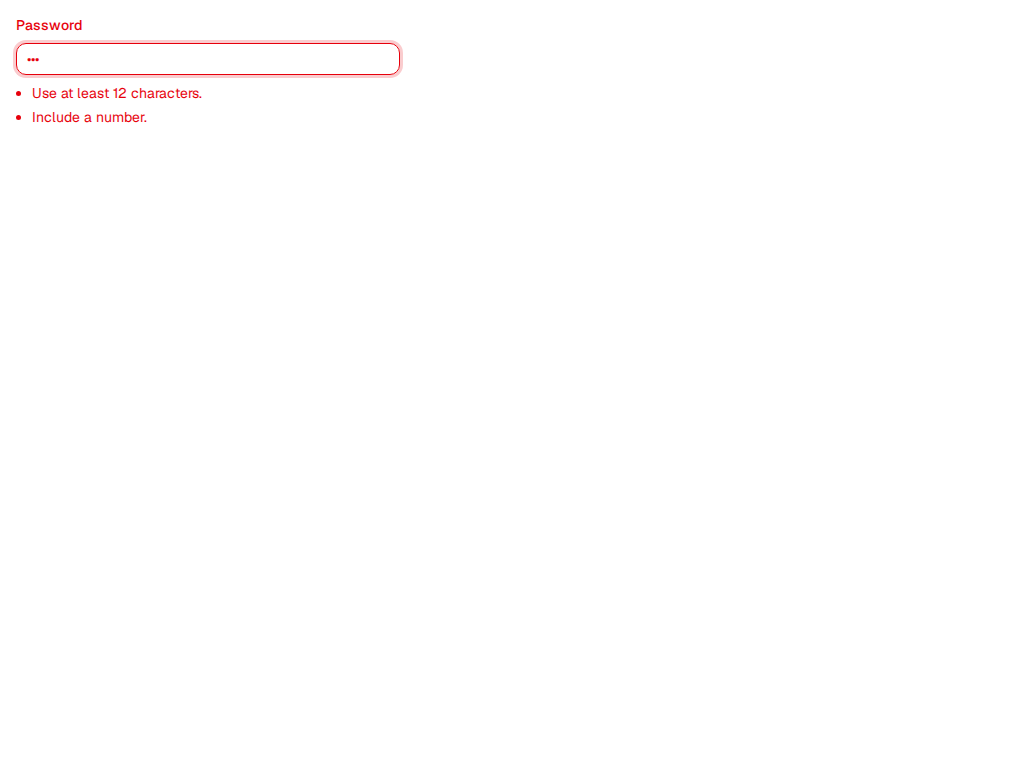 Password
•••
• Use at least 12 characters.
• Include a number.